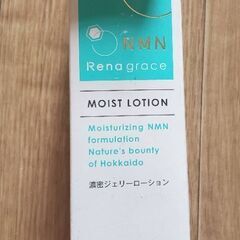 NMN
Renagrace
MOIST LOTION
Moisturizing NMN
formulation
Nature's bounty
of Hokkaido
濃密ジェリーローション